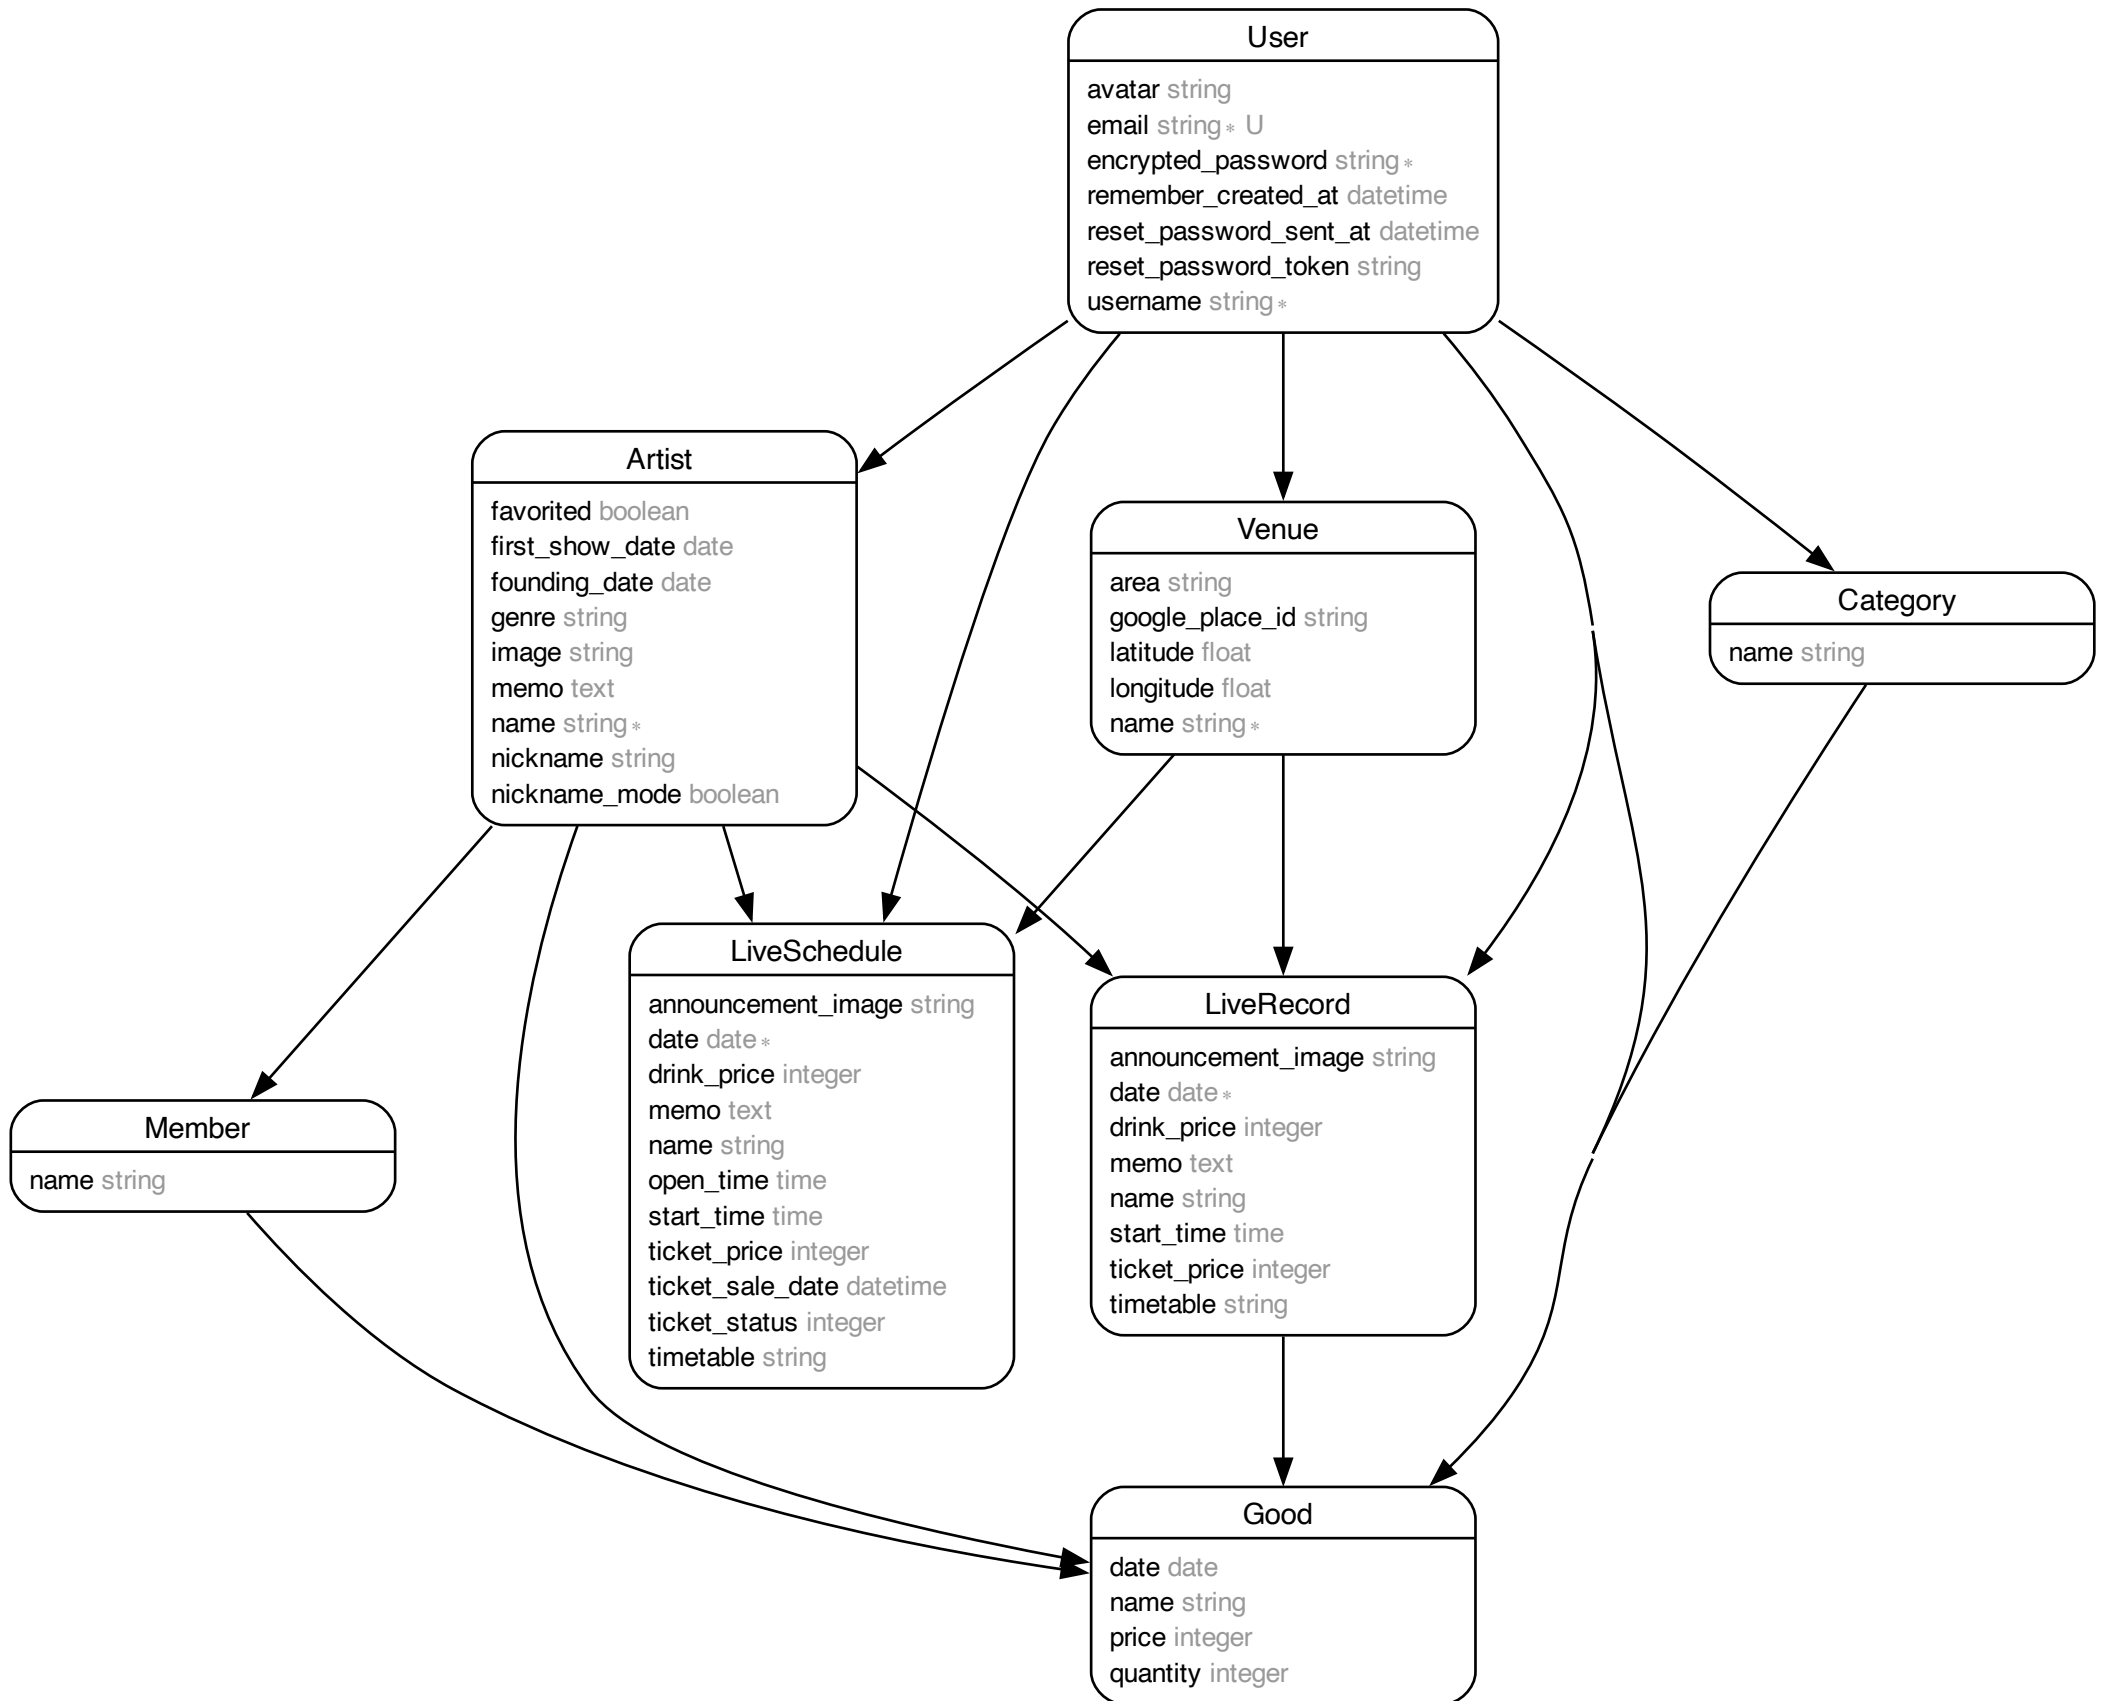 User
avatar string
email string∗ U
encrypted_password string∗
remember_created_at datetime
reset_password_sent_at datetime
reset_password_token string
username string∗
Artist
favorited boolean
first_show_date date
founding_date date
genre string
image string
memo text
name string∗
nickname string
nickname_mode boolean
Venue
area string
google_place_id string
latitude float
longitude float
name string∗
Category
name string
LiveSchedule
announcement_image string
date date∗
drink_price integer
memo text
name string
open_time time
start_time time
ticket_price integer
ticket_sale_date datetime
ticket_status integer
timetable string
LiveRecord
announcement_image string
date date∗
drink_price integer
memo text
name string
start_time time
ticket_price integer
timetable string
Member
name string
Good
date date
name string
price integer
quantity integer